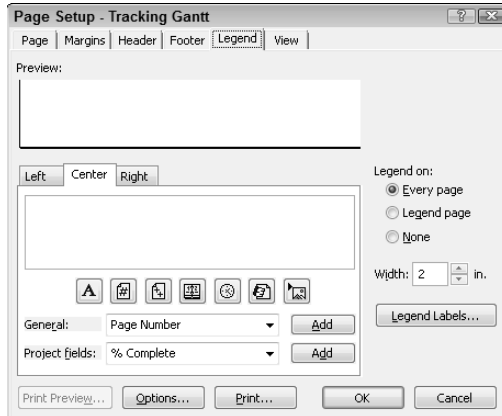 Page Setup - Tracking Gantt
Page Margins Header Footer Legend View
Preview:
Left Center Right
Legend on:
Every page
Legend page
None
Width: 2 in.
A
General: Page Number Add
Legend Labels...
Project fields: % Complete Add
Print Preview... Options... Print... OK Cancel